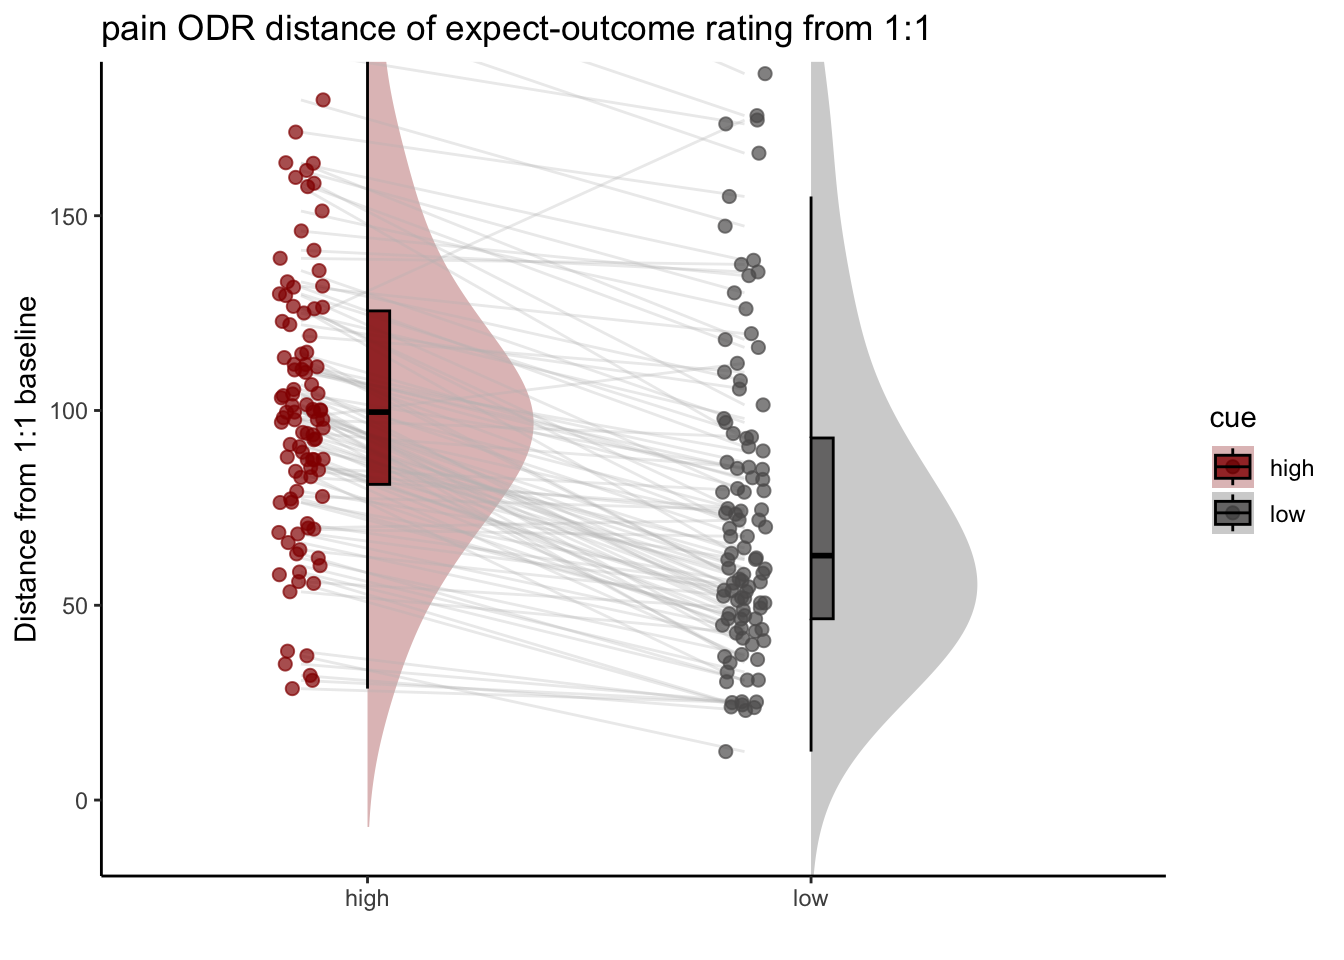 pain ODR distance of expect-outcome rating from 1:1
Distance from 1:1 baseline
150
100
50
0
high
low
cue
high
low